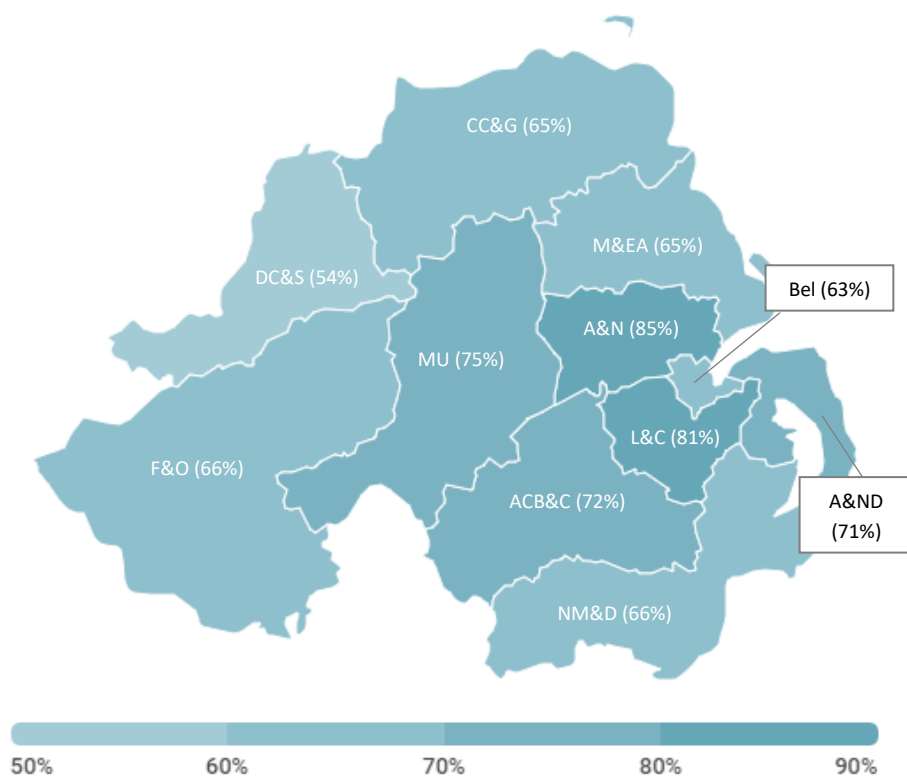 CC&G (65%)
M&EA (65%)
DC&S (54%)
Bel (63%)
A&N (85%)
MU (75%)
L&C (81%)
F&O (66%)
ACB&C (72%)
A&ND
(71%)
NM&D (66%)
50%
60%
70%
80%
90%